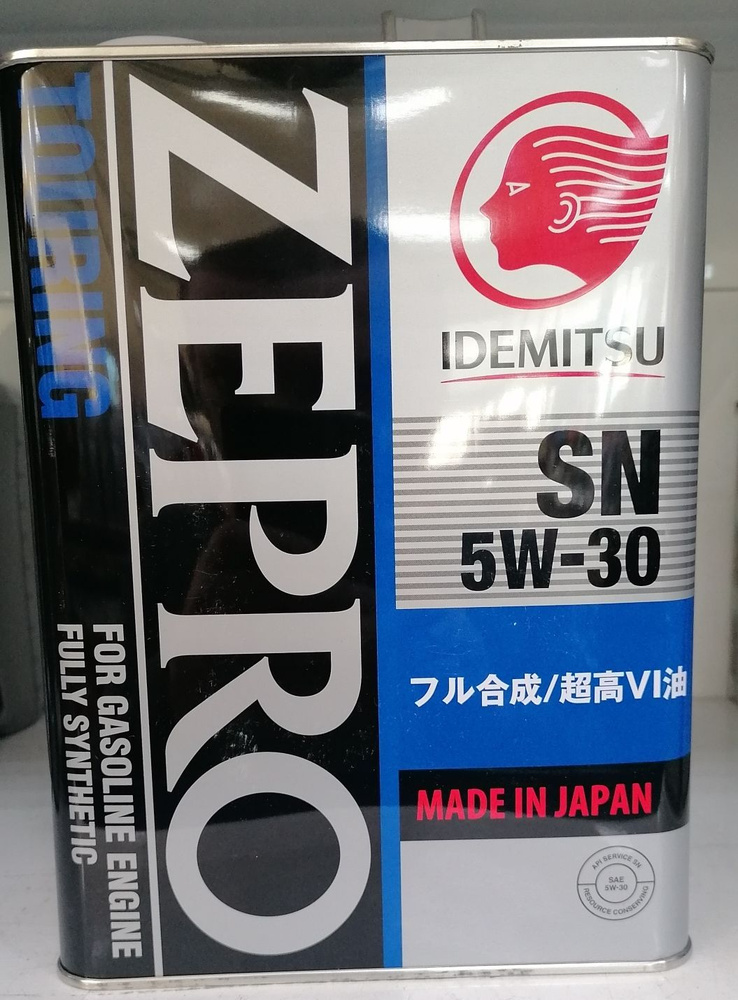 TOURING
ZEPRO
FOR GASOLINE ENGINE
FULLY SYNTHETIC
IDEMITSU
SN
5W-30
フル合成/超高VI油
MADE IN JAPAN
API SERVICE SN
SAE
5W-30
RESOURCE CONSERVING